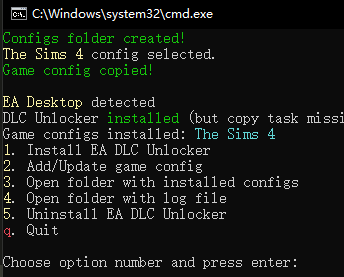 C:\Windows\system32\cmd.exe
Configs folder created!
The Sims 4 config selected.
Game config copied!
EA Desktop detected
DLC Unlocker installed (but copy task missi
Game configs installed: The Sims 4
1. Install EA DLC Unlocker
2. Add/Update game config
3. Open folder with installed configs
4. Open folder with log file
5. Uninstall EA DLC Unlocker
q. Quit
Choose option number and press enter: